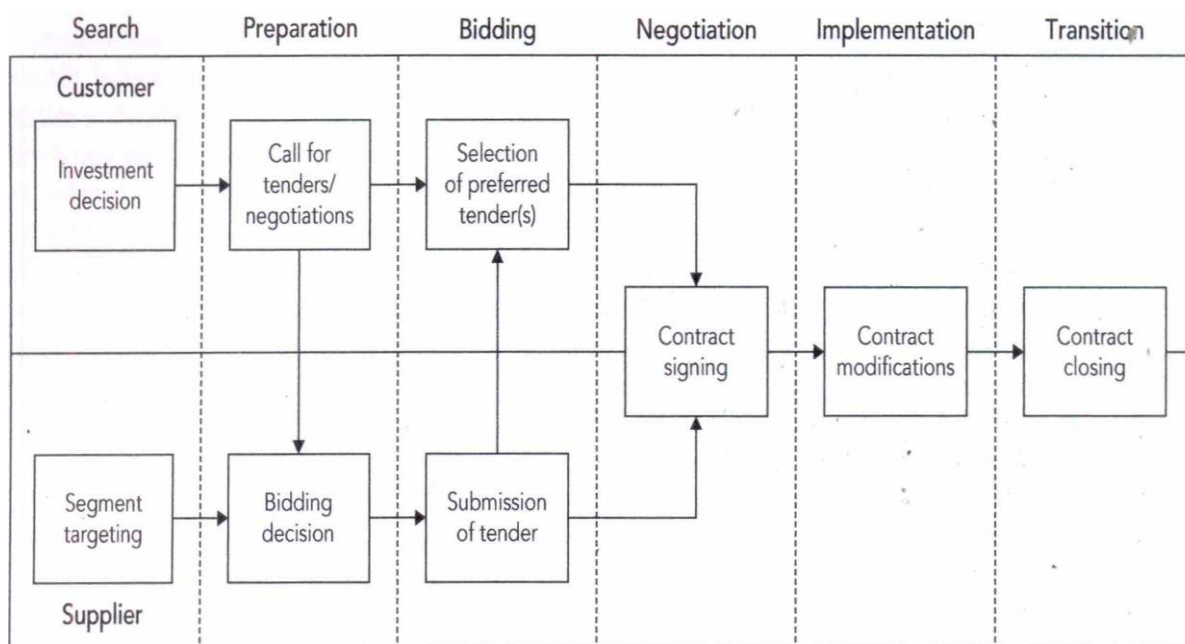 Search
Preparation
Bidding
Negotiation
Implementation
Transition
Customer
Investment
decision
Call for
tenders/
negotiations
Selection
of preferred
tender(s)
Contract
signing
Contract
modifications
Contract
closing
Segment
targeting
Bidding
decision
Submission
of tender
Supplier